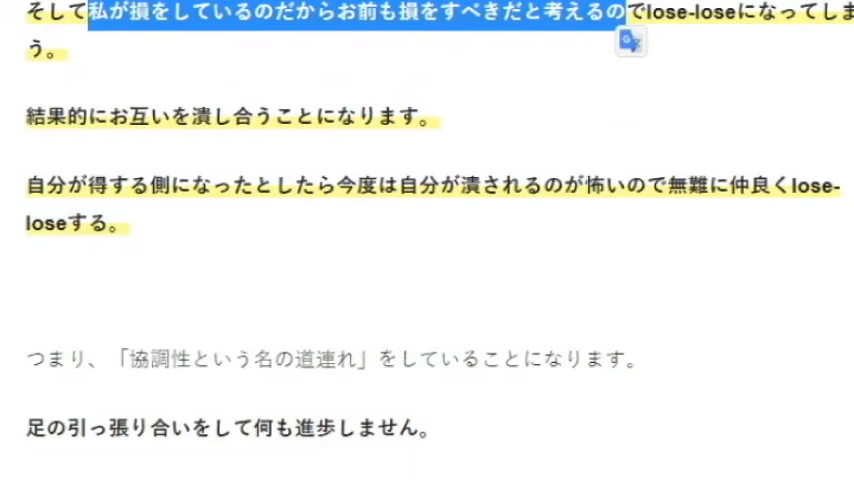 そして私が損をしているのだからお前も損をすべきだと考えるのでlose-loseになってしま
う。
結果的にお互いを潰し合うことになります。
自分が得する側になったとしたら今度は自分が潰されるのが怖いので無難に仲良くlose-
loseする。
つまり、「協調性という名の道連れ」をしていることになります。
足の引っ張り合いをして何も進歩しません。